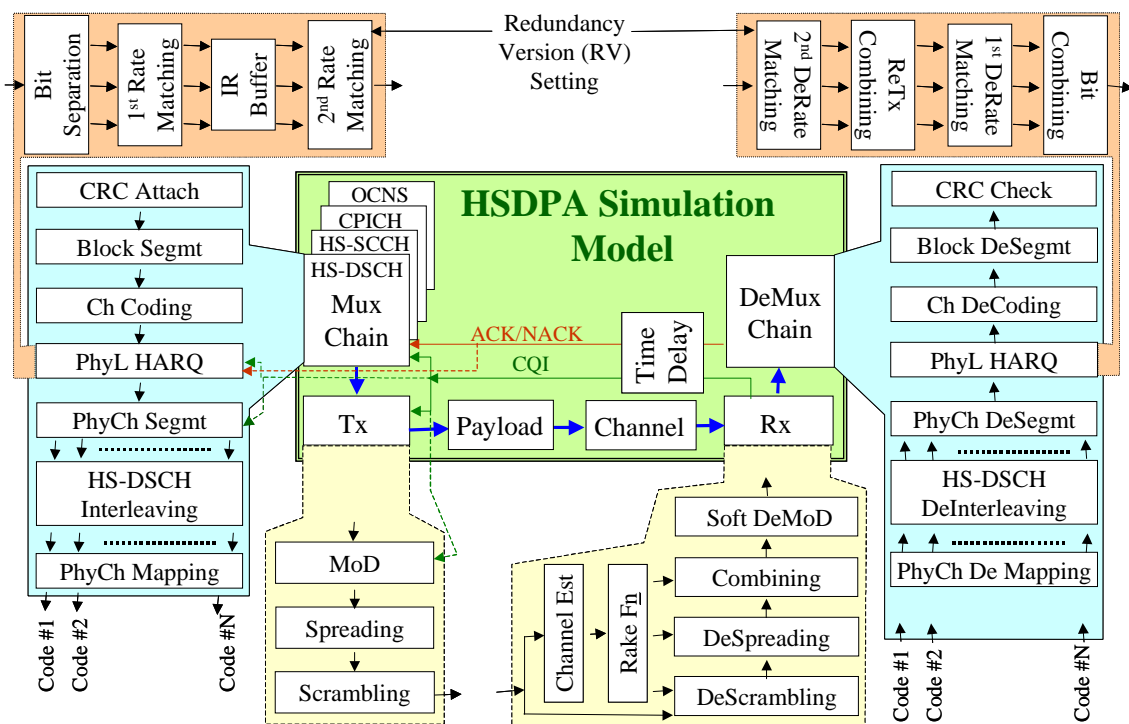 Bit
Separation
1st Rate
Matching
IR
Buffer
2nd Rate
Matching
Redundancy
Version (RV)
Setting
2nd DeRate
Matching
ReTx
Combining
1st DeRate
Matching
Bit
Combining
CRC Attach
Block Segmt
Ch Coding
PhyL HARQ
PhyCh Segmt
HS-DSCH
Interleaving
PhyCh Mapping
Code #1
Code #2
Code #N
HSDPA Simulation
Model
OCNS
CPICH
HS-SCCH
HS-DSCH
Mux
Chain
DeMux
Chain
ACK/NACK
CQI
Time
Delay
Tx
Payload
Channel
Rx
MoD
Spreading
Scrambling
Channel Est
Rake Fn
Soft DeMoD
Combining
DeSpreading
DeScrambling
CRC Check
Block DeSegmt
Ch DeCoding
PhyL HARQ
PhyCh DeSegmt
HS-DSCH
DeInterleaving
PhyCh De Mapping
Code #1
Code #2
Code #N